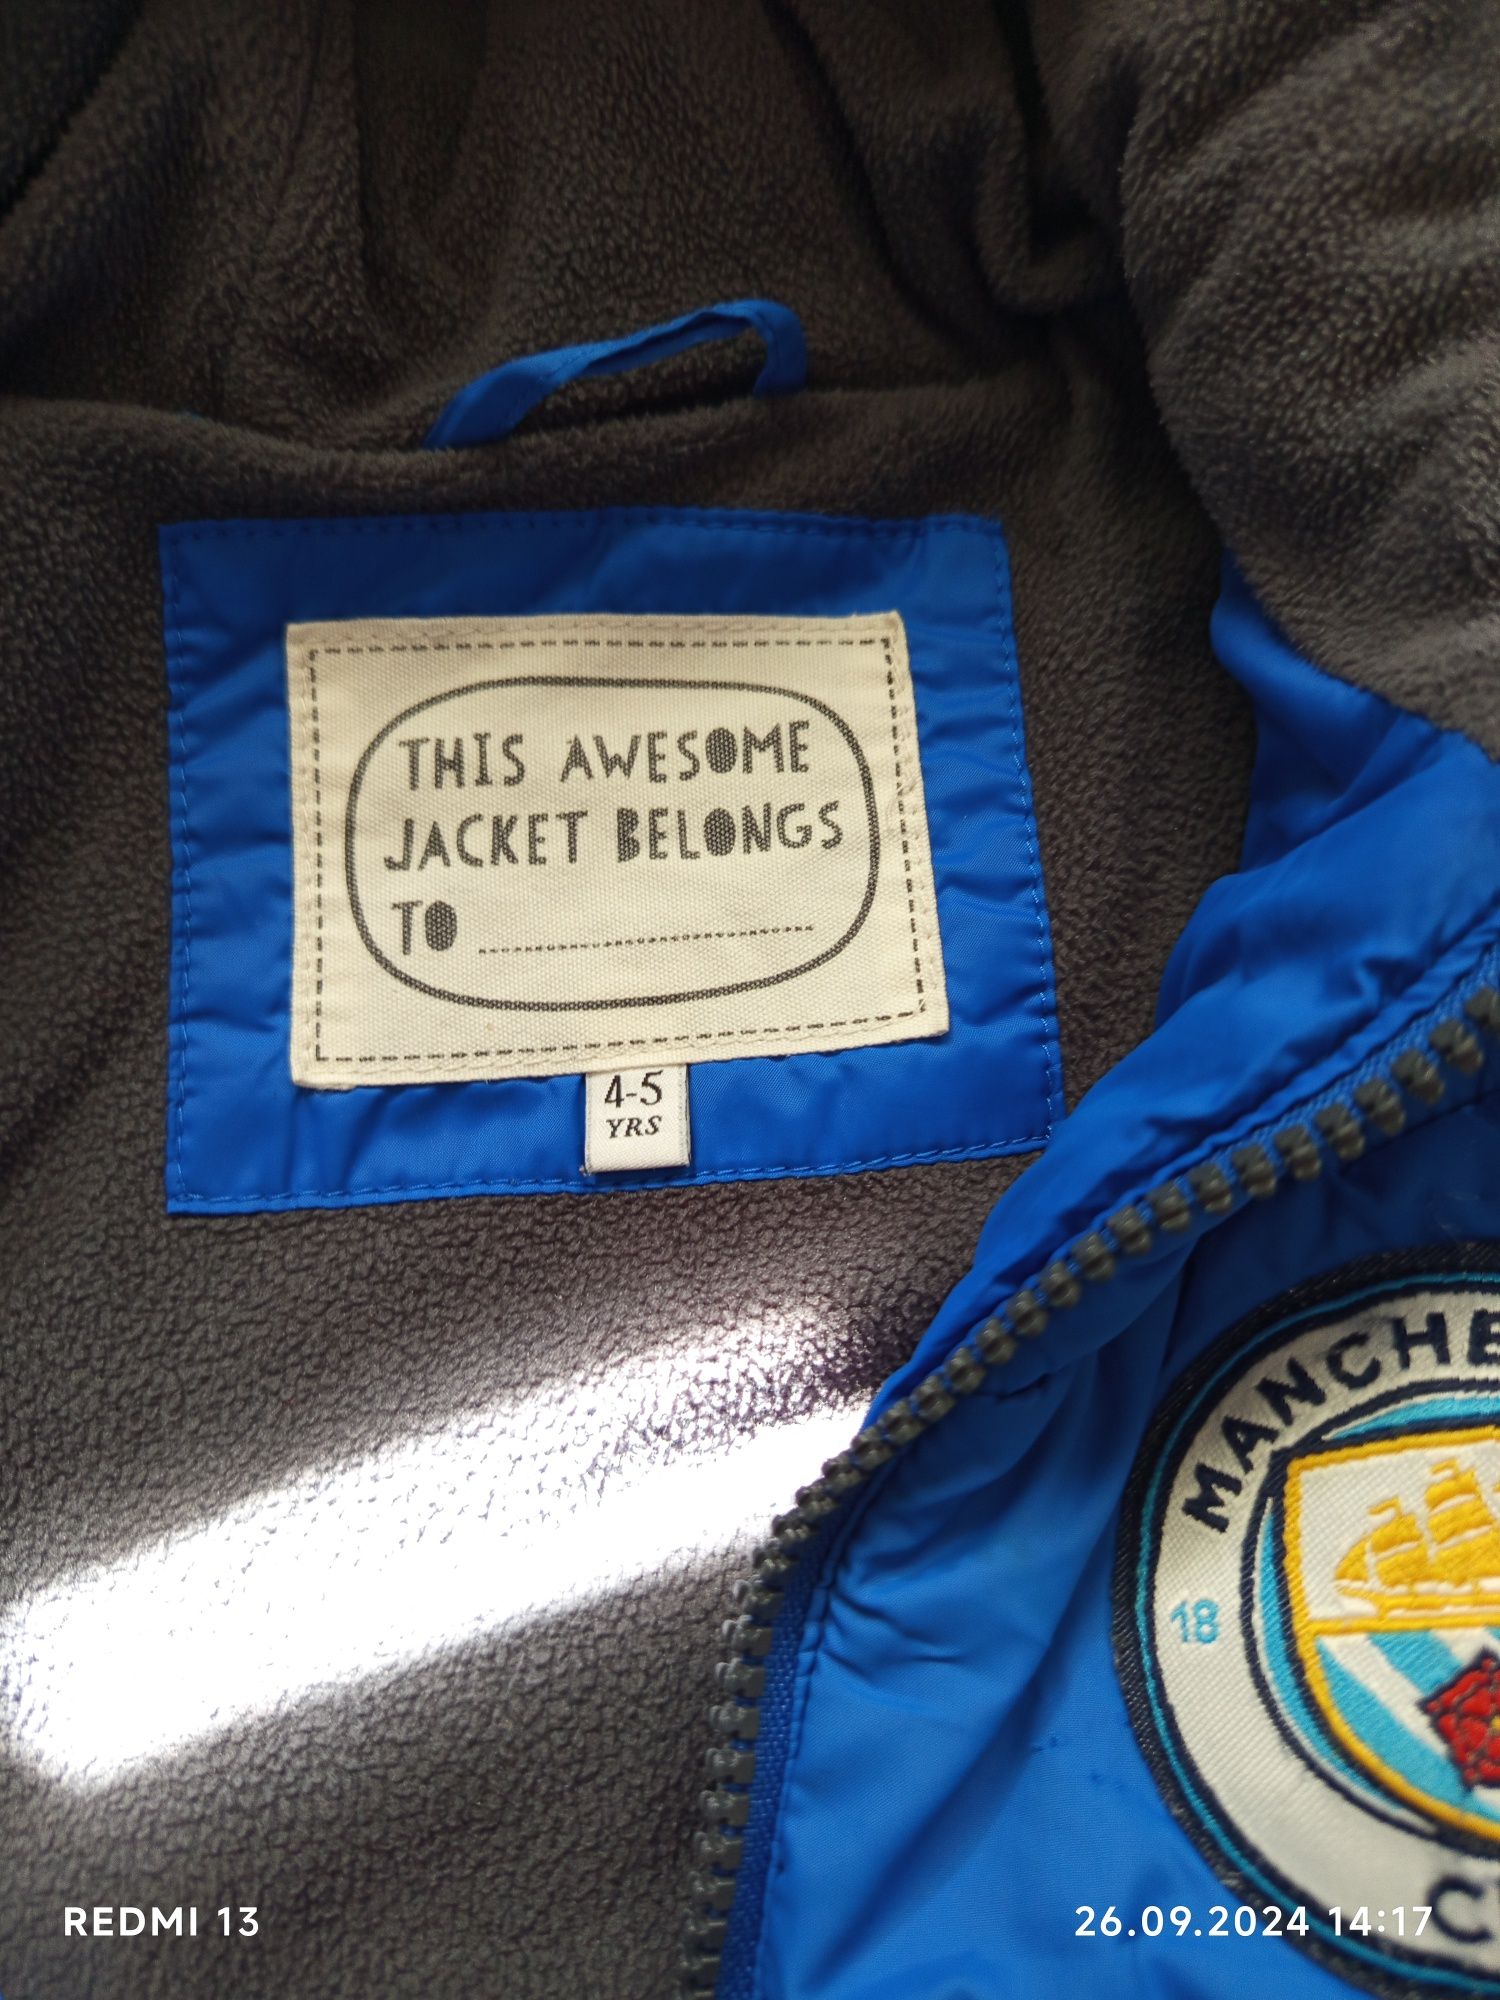 THIS AWESOME
JACKET BELONGS
TO
4-5
YRS
MANCHE
18
C
REDMI 13
26.09.2024 14:17